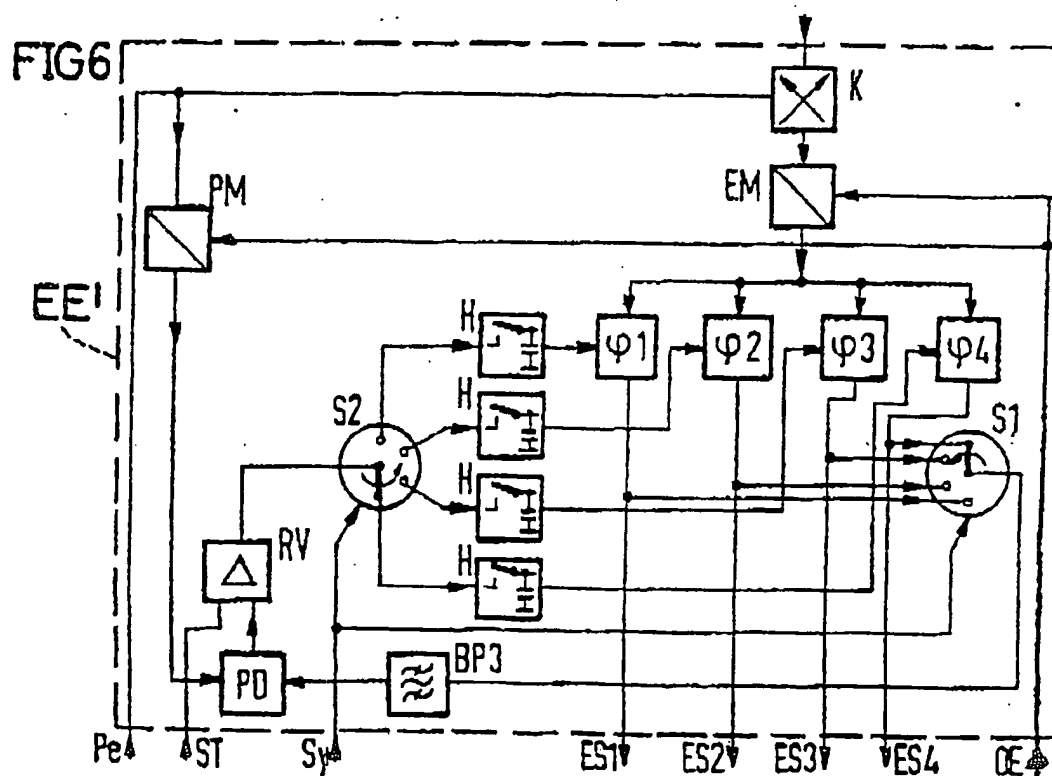 FIG6
K
PM
EM
EE'
H
φ1
φ2
φ3
φ4
S2
H
S1
H
RV
Δ
H
PD
BP3
Pe
ST
Sy
ES1
ES2
ES3
ES4
OE